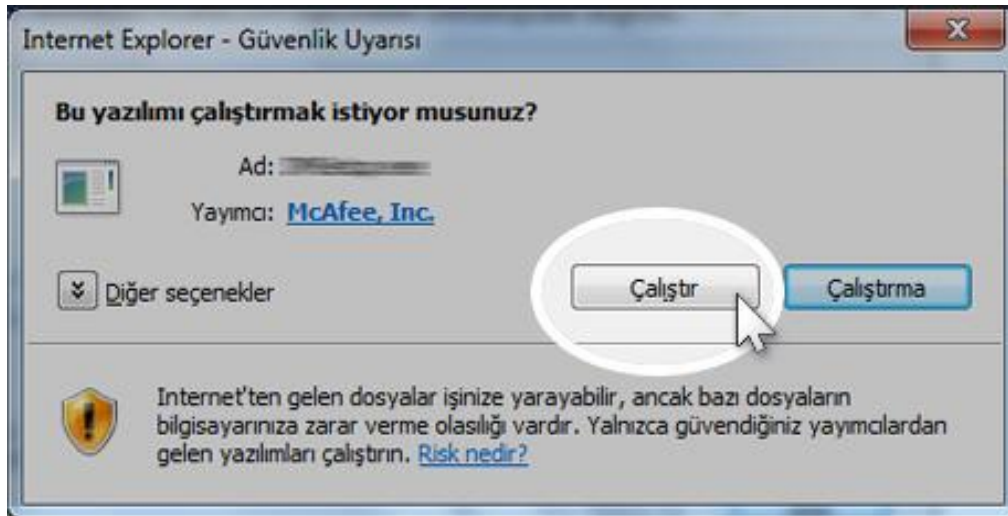 Internet Explorer - Güvenlik Uyarısı
Bu yazılımı çalıştırmak istiyor musunuz?
Ad:
Yayımcı: McAfee, Inc.
Diğer seçenekler
Çalıştır
Çalıştırma
Internet'ten gelen dosyalar işinize yarayabilir, ancak bazı dosyaların
bilgisayarınıza zarar verme olasılığı vardır. Yalnızca güvendiğiniz yayımcılardan
gelen yazılımları çalıştırın. Risk nedir?